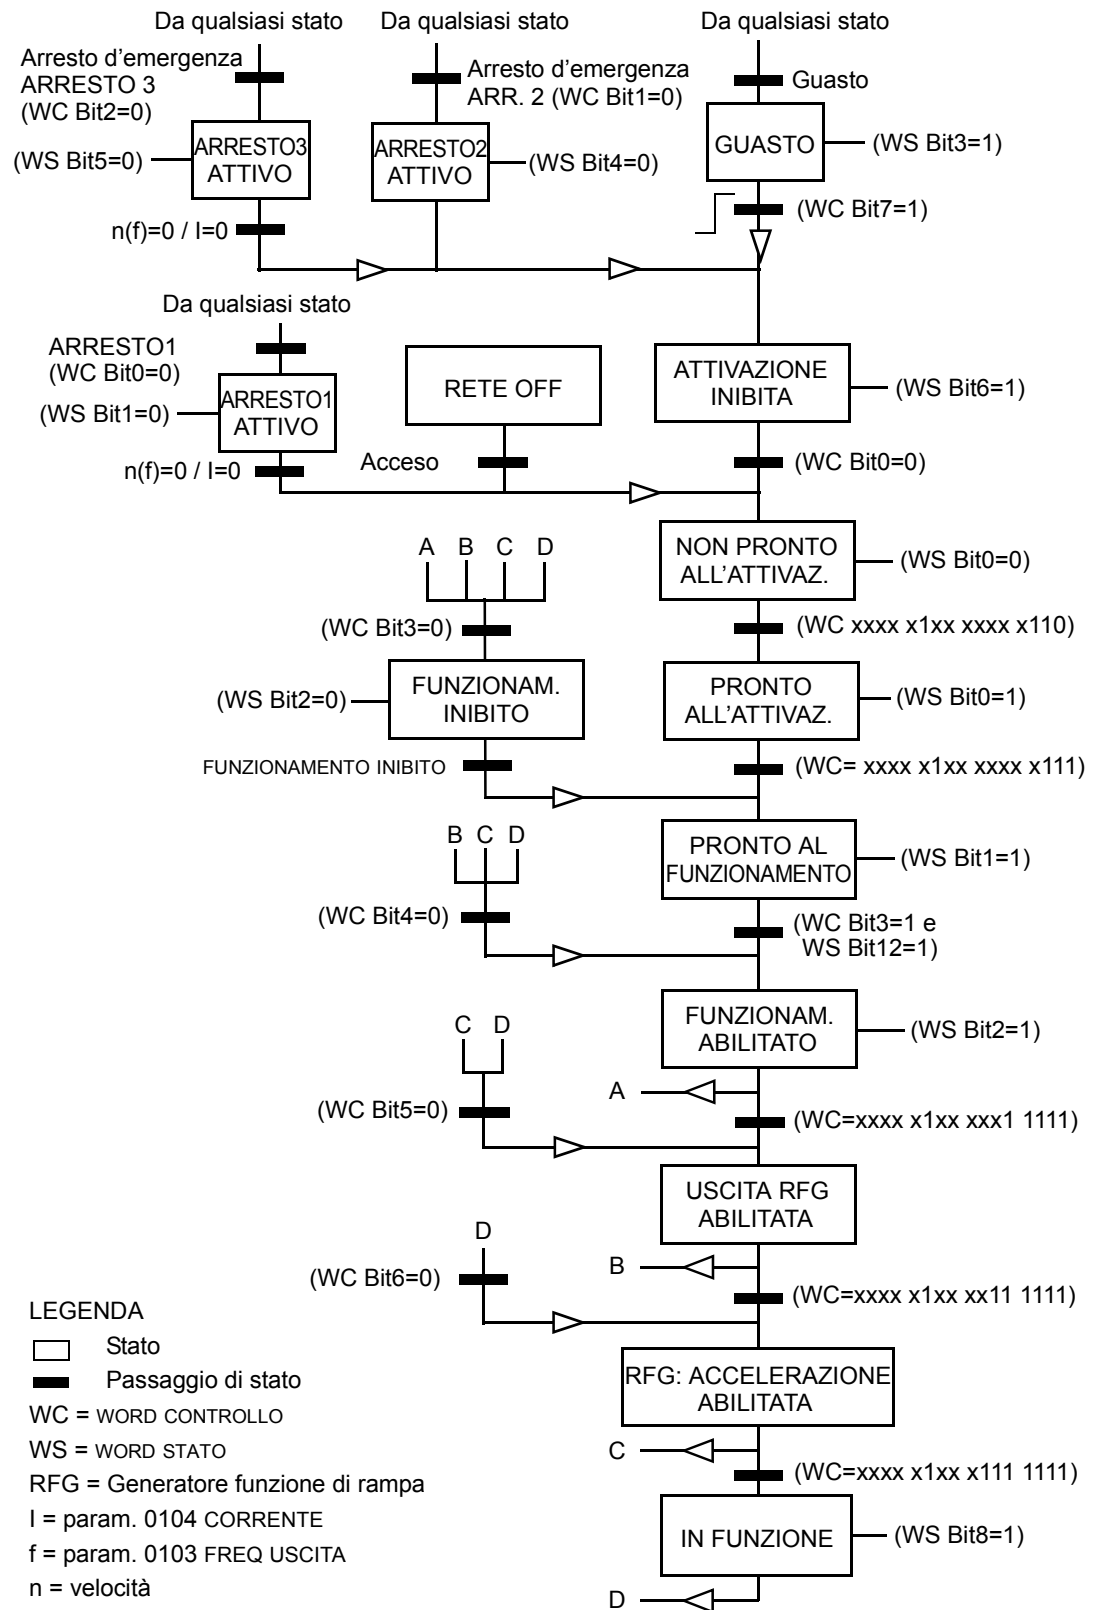 Da qualsiasi stato
Da qualsiasi stato
Da qualsiasi stato
Arresto d'emergenza
ARRESTO 3
(WC Bit2=0)
Arresto d'emergenza
ARR. 2 (WC Bit1=0)
Guasto
(WS Bit5=0)
ARRESTO3
ATTIVO
ARRESTO2
ATTIVO
(WS Bit4=0)
GUASTO
(WS Bit3=1)
n(f)=0 / I=0
(WC Bit7=1)
Da qualsiasi stato
ARRESTO1
(WC Bit0=0)
(WS Bit1=0)
ARRESTO1
ATTIVO
RETE OFF
ATTIVAZIONE
INIBITA
(WS Bit6=1)
n(f)=0 / I=0
Acceso
(WC Bit0=0)
A B C D
NON PRONTO
ALL'ATTIVAZ.
(WS Bit0=0)
(WC Bit3=0)
(WC xxxx x1xx xxxx x110)
(WS Bit2=0)
FUNZIONAM.
INIBITO
PRONTO
ALL'ATTIVAZ.
(WS Bit0=1)
FUNZIONAMENTO INIBITO
(WC= xxxx x1xx xxxx x111)
B C D
PRONTO AL
FUNZIONAMENTO
(WS Bit1=1)
(WC Bit4=0)
(WC Bit3=1 e
WS Bit12=1)
C D
FUNZIONAM.
ABILITATO
(WS Bit2=1)
A
(WC Bit5=0)
(WC=xxxx x1xx xxx1 1111)
USCITA RFG
ABILITATA
D
B
(WC Bit6=0)
(WC=xxxx x1xx xx11 1111)
RFG: ACCELERAZIONE
ABILITATA
C
(WC=xxxx x1xx x111 1111)
IN FUNZIONE
(WS Bit8=1)
D
LEGENDA
Stato
Passaggio di stato
WC = WORD CONTROLLO
WS = WORD STATO
RFG = Generatore funzione di rampa
I = param. 0104 CORRENTE
f = param. 0103 FREQ USCITA
n = velocità